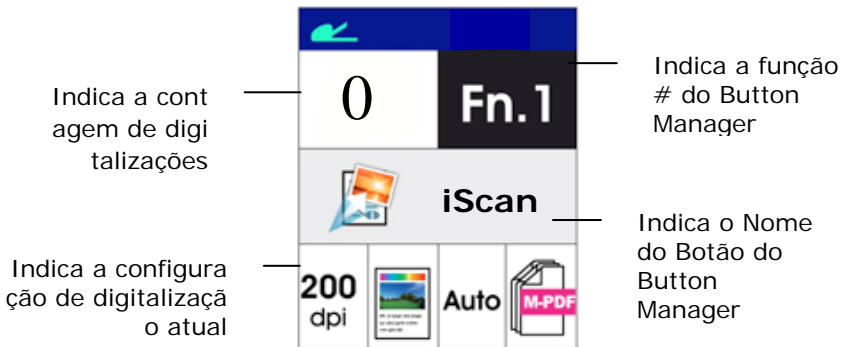 0
Fn.1
Indica a cont
agem de digi
talizações
Indica a função
# do Button
Manager
iScan
Indica o Nome
do Botão do
Button
Manager
Indica a configura
ção de digitalizaçã
o atual
200
dpi
Auto
M-PDF